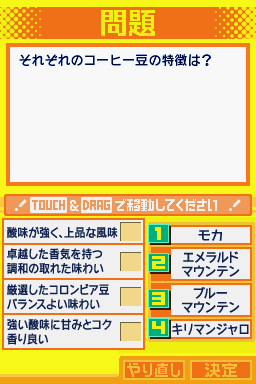 問題
それぞれのコーヒー豆の特徴は？
TOUCH & DRAG で移動してください
酸味が強く、上品な風味
卓越した香気を持つ
調和の取れた味わい
厳選したコロンビア豆
バランスよい味わい
強い酸味に甘みとコク
香り良い
1 モカ
2 エメラルド
マウンテン
3 ブルー
マウンテン
4 キリマンジャロ
やり直し
決定